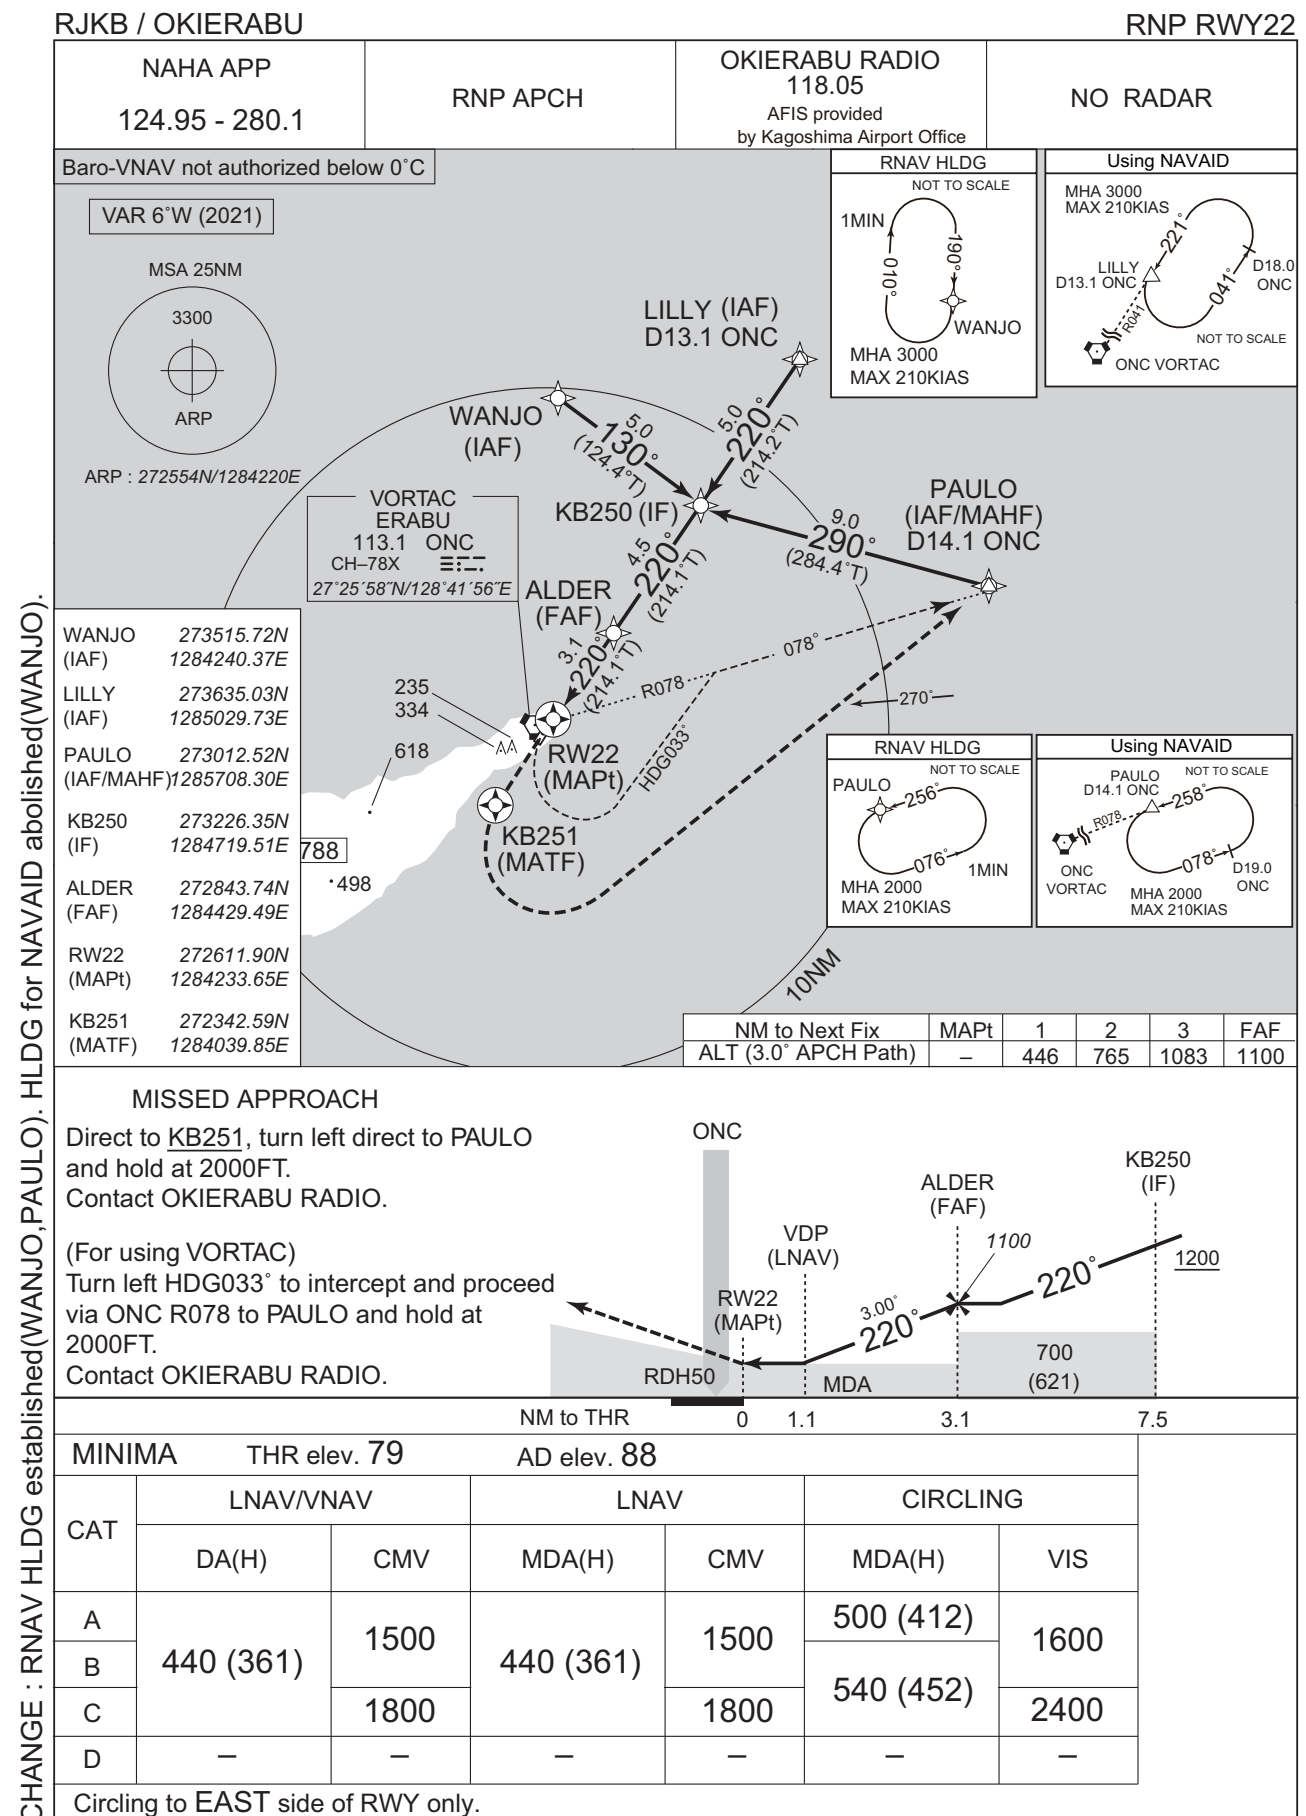 RJKB / OKIERABU
RNP RWY22
NAHA APP
124.95 - 280.1
RNP APCH
OKIERABU RADIO
118.05
AFIS provided
by Kagoshima Airport Office
NO RADAR
Baro-VNAV not authorized below 0˚C
VAR 6˚W (2021)
MSA 25NM
3300
ARP
ARP : 272554N/1284220E
RNAV HLDG
NOT TO SCALE
1MIN
190˚
010˚
WANJO
MHA 3000
MAX 210KIAS
Using NAVAID
MHA 3000
MAX 210KIAS
221˚
LILLY
D13.1 ONC
D18.0
ONC
041˚
R041
NOT TO SCALE
ONC VORTAC
LILLY (IAF)
D13.1 ONC
WANJO
(IAF)
5.0
130˚
(124.4˚T)
5.0
220˚
(214.2˚T)
KB250 (IF)
PAULO
(IAF/MAHF)
D14.1 ONC
9.0
290˚
(284.4˚T)
VORTAC
ERABU
113.1 ONC
CH–78X
27˚25´58˝N/128˚41´56˝E
4.5
220˚
(214.1˚T)
ALDER
(FAF)
3.1
220˚
(214.1˚T)
R078
078˚
270˚
HDG033˚
235
334
618
788
498
RW22
(MAPt)
KB251
(MATF)
10NM
WANJO 273515.72N
(IAF) 1284240.37E
LILLY 273635.03N
(IAF) 1285029.73E
PAULO 273012.52N
(IAF/MAHF)1285708.30E
KB250 273226.35N
(IF) 1284719.51E
ALDER 272843.74N
(FAF) 1284429.49E
RW22 272611.90N
(MAPt) 1284233.65E
KB251 272342.59N
(MATF) 1284039.85E
RNAV HLDG
NOT TO SCALE
PAULO
256˚
076˚
1MIN
MHA 2000
MAX 210KIAS
Using NAVAID
NOT TO SCALE
PAULO
D14.1 ONC
258˚
R078
078˚
ONC
VORTAC
D19.0
ONC
MHA 2000
MAX 210KIAS
NM to Next Fix MAPt 1 2 3 FAF
ALT (3.0˚ APCH Path) – 446 765 1083 1100
MISSED APPROACH
Direct to KB251, turn left direct to PAULO
and hold at 2000FT.
Contact OKIERABU RADIO.
(For using VORTAC)
Turn left HDG033˚ to intercept and proceed
via ONC R078 to PAULO and hold at
2000FT.
Contact OKIERABU RADIO.
ONC
KB250
(IF)
ALDER
(FAF)
VDP
(LNAV)
1100
1200
220˚
RW22
(MAPt)
3.00˚
220˚
RDH50
MDA
700
(621)
NM to THR 0 1.1 3.1 7.5
MINIMA THR elev. 79 AD elev. 88
CAT LNAV/VNAV LNAV CIRCLING
DA(H) CMV MDA(H) CMV MDA(H) VIS
A 440 (361) 1500 440 (361) 1500 500 (412) 1600
B 540 (452)
C 1800 1800 2400
D – – – – – –
Circling to EAST side of RWY only.
CHANGE : RNAV HLDG established(WANJO,PAULO). HLDG for NAVAID abolished(WANJO).